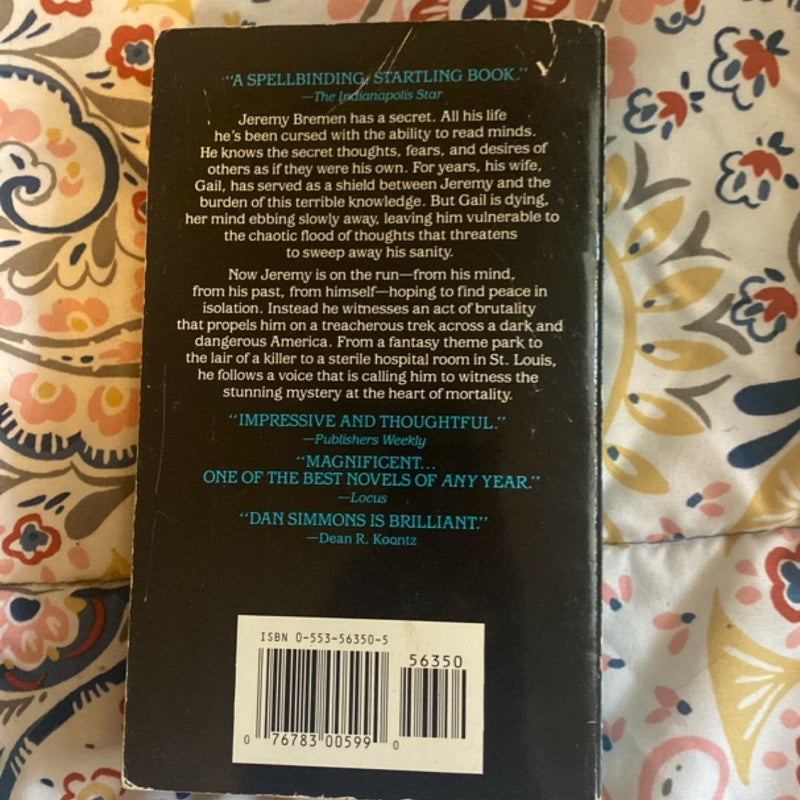 "A SPELLBINDING, STARTLING BOOK."
—The Indianapolis Star
Jeremy Bremen has a secret. All his life
he's been cursed with the ability to read minds.
He knows the secret thoughts, fears, and desires of
others as if they were his own. For years, his wife,
Gail, has served as a shield between Jeremy and the
burden of this terrible knowledge. But Gail is dying,
her mind ebbing slowly away, leaving him vulnerable to
the chaotic flood of thoughts that threatens
to sweep away his sanity.
Now Jeremy is on the run—from his mind,
from his past, from himself—hoping to find peace in
isolation. Instead he witnesses an act of brutality
that propels him on a treacherous trek across a dark and
dangerous America. From a fantasy theme park to
the lair of a killer to a sterile hospital room in St. Louis,
he follows a voice that is calling him to witness the
stunning mystery at the heart of mortality.
"IMPRESSIVE AND THOUGHTFUL."
—Publishers Weekly
"MAGNIFICENT...
ONE OF THE BEST NOVELS OF ANY YEAR."
—Locus
"DAN SIMMONS IS BRILLIANT."
—Dean R. Koontz
ISBN 0-553-56350-5
56350
0 76783 00599 0